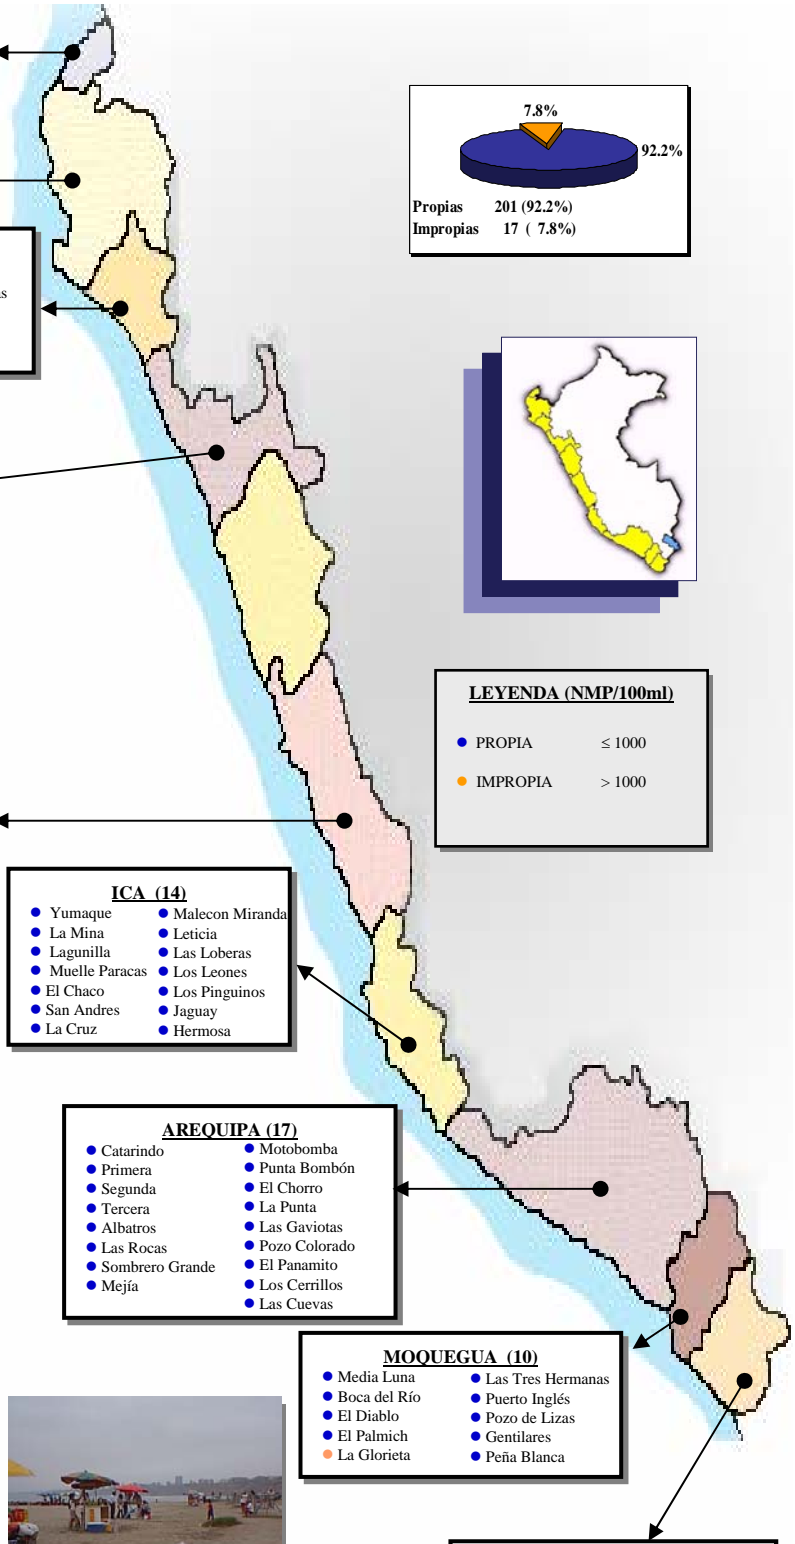 7.8%
92.2%
Propias 201 (92.2%)
Impropias 17 ( 7.8%)
LEYENDA (NMP/100ml)
PROPIA ≤ 1000
IMPROPIA > 1000
ICA (14)
Yumaque
La Mina
Lagunilla
Muelle Paracas
El Chaco
San Andres
La Cruz
Malecon Miranda
Leticia
Las Loberas
Los Leones
Los Pinguinos
Jaguay
Hermosa
AREQUIPA (17)
Catarindo
Primera
Segunda
Tercera
Albatros
Las Rocas
Sombrero Grande
Mejía
Motobomba
Punta Bombón
El Chorro
La Punta
Las Gaviotas
Pozo Colorado
El Panamito
Los Cerrillos
Las Cuevas
MOQUEGUA (10)
Media Luna
Boca del Río
El Diablo
El Palmich
La Glorieta
Las Tres Hermanas
Puerto Inglés
Pozo de Lizas
Gentilares
Peña Blanca